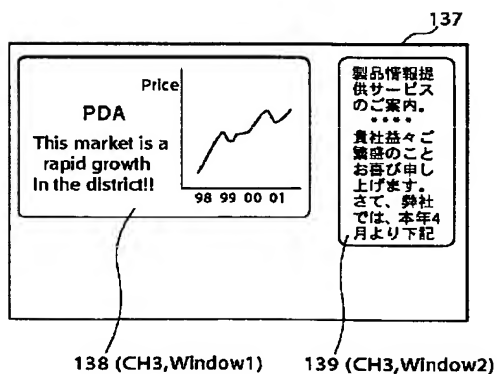 137
PDA
This market is a
rapid growth
In the district!!
Price
98 99 00 01
製品情報提
供サービス
のご案内。
****
貴社益々ご
繁盛のこと
お喜び申し
上げます。
さて、弊社
では、本年4
月より下記
138 (CH3,Window1)
139 (CH3,Window2)